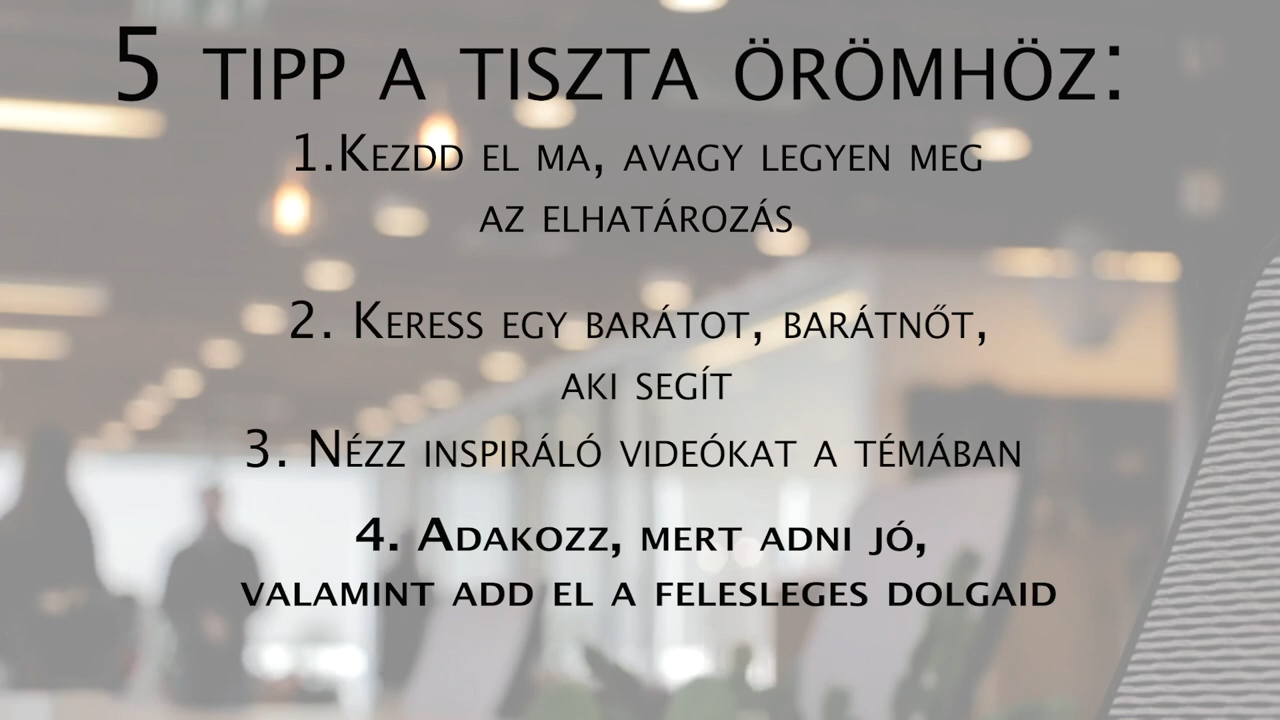 5 TIPP A TISZTA ÖRÖMHÖZ:
1.KEZDD EL MA, AVAGY LEGYEN MEG
AZ ELHATÁROZÁS
2. KERESS EGY BARÁTOT, BARÁTNŐT,
AKI SEGÍT
3. NÉZZ INSPIRÁLÓ VIDEÓKAT A TÉMÁBAN
4. ADAKOZZ, MERT ADNI JÓ,
VALAMINT ADD EL A FELESLEGES DOLGAID